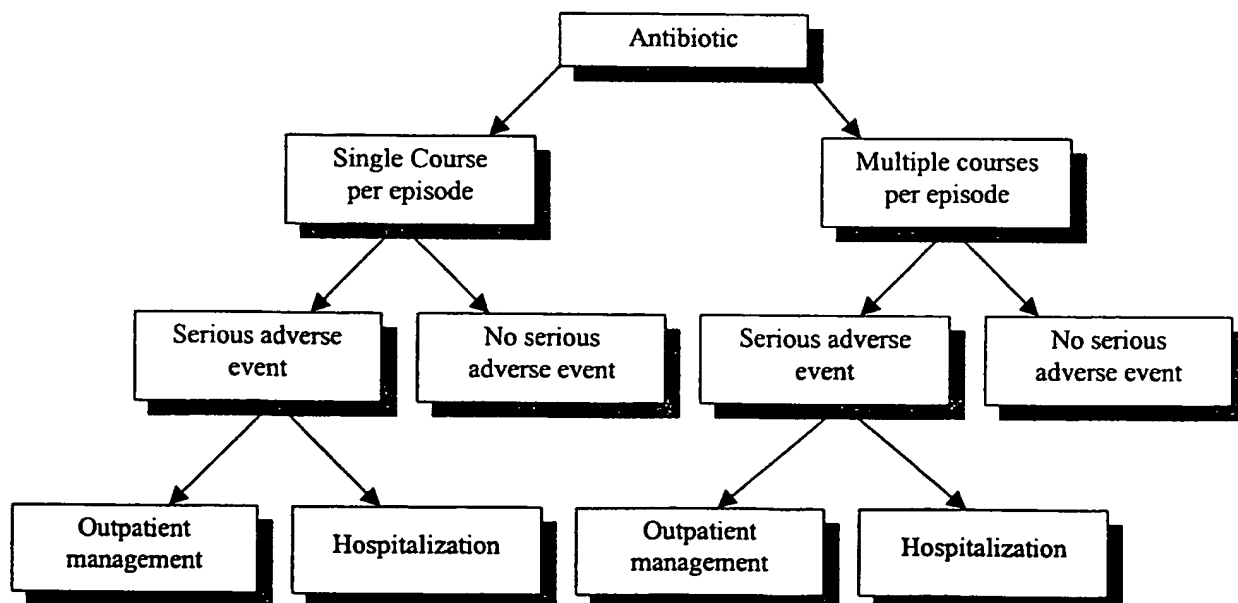 Antibiotic
Single Course
per episode
Multiple courses
per episode
Serious adverse
event
No serious
adverse event
Serious adverse
event
No serious
adverse event
Outpatient
management
Hospitalization
Outpatient
management
Hospitalization